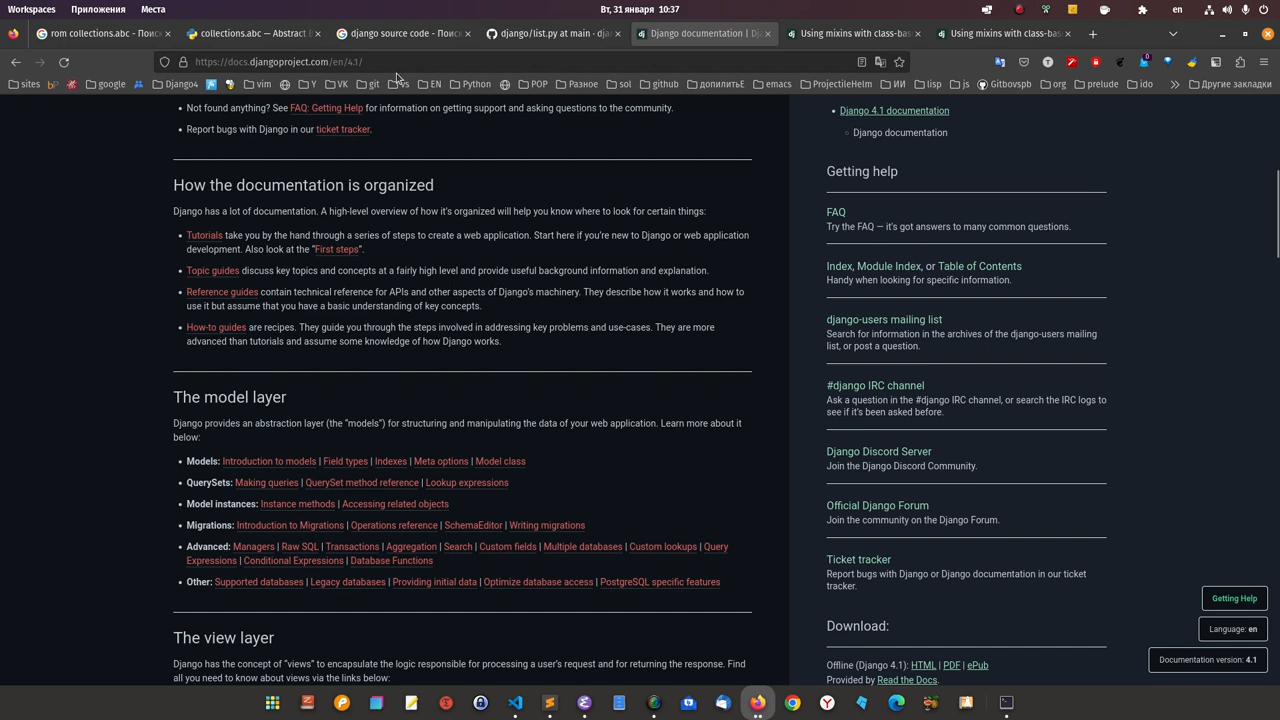 Workspaces Приложения Места
Вт, 31 января 10:37
en
rom collections.abc - Поиск
collections.abc — Abstract B
django source code - Поиск
django/list.py at main · djan
Django documentation | Dj
Using mixins with class-bas
Using mixins with class-bas
https://docs.djangoproject.com/en/4.1/
sites
google
Django4
vim
Y
VK
git
EN
Python
POP
Разное
sol
github
допилитьЕ
emacs
ProjectileHelm
ИИ
lisp
js
Gitbovspb
org
prelude
ido
Другие закладки
Not found anything? See FAQ: Getting Help for information on getting support and asking questions to the community.
Report bugs with Django in our ticket tracker.
How the documentation is organized
Django has a lot of documentation. A high-level overview of how it's organized will help you know where to look for certain things:
Tutorials take you by the hand through a series of steps to create a web application. Start here if you're new to Django or web application
development. Also look at the “First steps”.
Topic guides discuss key topics and concepts at a fairly high level and provide useful background information and explanation.
Reference guides contain technical reference for APIs and other aspects of Django's machinery. They describe how it works and how to
use it but assume that you have a basic understanding of key concepts.
How-to guides are recipes. They guide you through the steps involved in addressing key problems and use-cases. They are more
advanced than tutorials and assume some knowledge of how Django works.
The model layer
Django provides an abstraction layer (the “models”) for structuring and manipulating the data of your web application. Learn more about it
below:
Models: Introduction to models | Field types | Indexes | Meta options | Model class
QuerySets: Making queries | QuerySet method reference | Lookup expressions
Model instances: Instance methods | Accessing related objects
Migrations: Introduction to Migrations | Operations reference | SchemaEditor | Writing migrations
Advanced: Managers | Raw SQL | Transactions | Aggregation | Search | Custom fields | Multiple databases | Custom lookups | Query
Expressions | Conditional Expressions | Database Functions
Other: Supported databases | Legacy databases | Providing initial data | Optimize database access | PostgreSQL specific features
The view layer
Django has the concept of “views” to encapsulate the logic responsible for processing a user's request and for returning the response. Find
all you need to know about views via the links below:
Django 4.1 documentation
Django documentation
Getting help
FAQ
Try the FAQ — it's got answers to many common questions.
Index, Module Index, or Table of Contents
Handy when looking for specific information.
django-users mailing list
Search for information in the archives of the django-users mailing
list, or post a question.
#django IRC channel
Ask a question in the #django IRC channel, or search the IRC logs to
see if it's been asked before.
Django Discord Server
Join the Django Discord Community.
Official Django Forum
Join the community on the Django Forum.
Ticket tracker
Report bugs with Django or Django documentation in our ticket
tracker.
Download:
Offline (Django 4.1): HTML | PDF | ePub
Provided by Read the Docs.
Getting Help
Language: en
Documentation version: 4.1